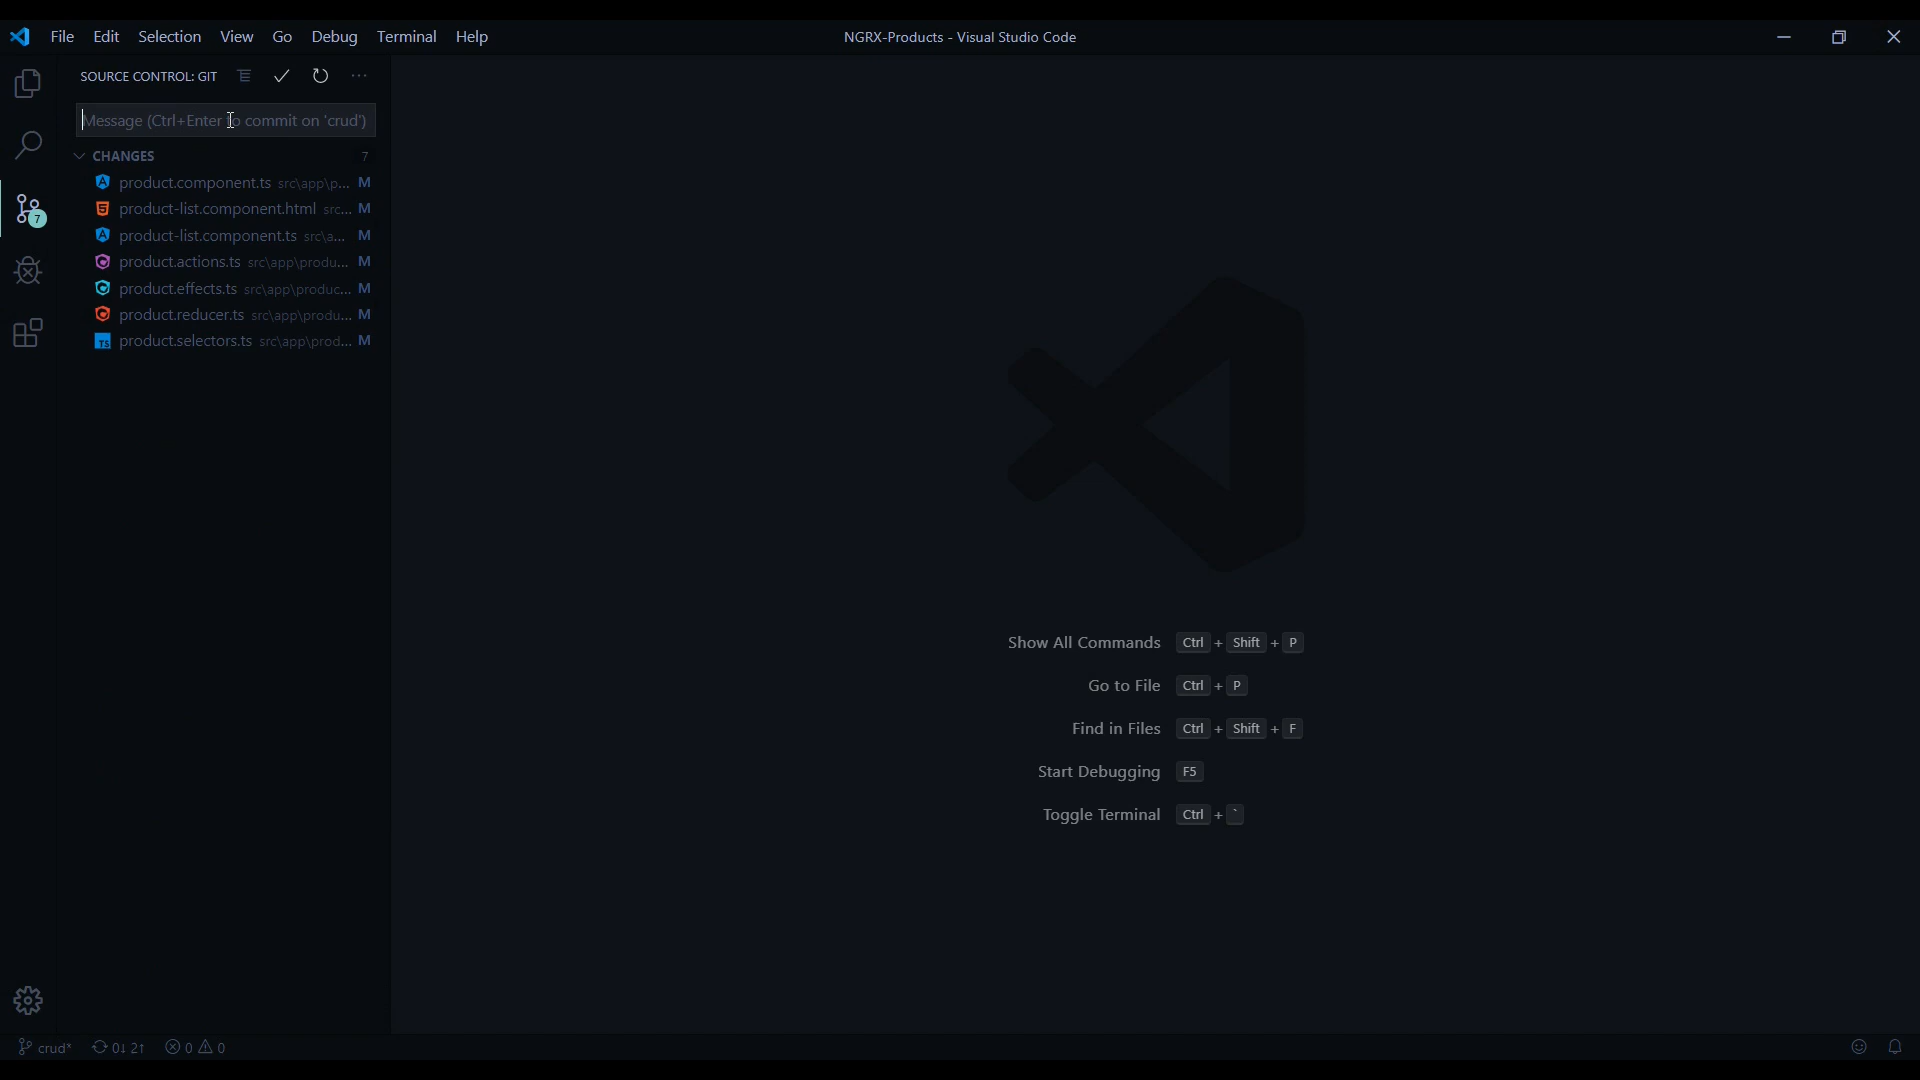 File Edit Selection View Go Debug Terminal Help
NGRX-Products - Visual Studio Code
SOURCE CONTROL: GIT
Message (Ctrl+Enter to commit on 'crud')
CHANGES 7
product.component.ts src\app\p... M
product-list.component.html src... M
product-list.component.ts src\a... M
product.actions.ts src\app\produ... M
product.effects.ts src\app\produc... M
product.reducer.ts src\app\produ... M
product.selectors.ts src\app\prod... M
7
Show All Commands Ctrl + Shift + P
Go to File Ctrl + P
Find in Files Ctrl + Shift + F
Start Debugging F5
Toggle Terminal Ctrl + `
crud* 0↓ 2↑ 0 0